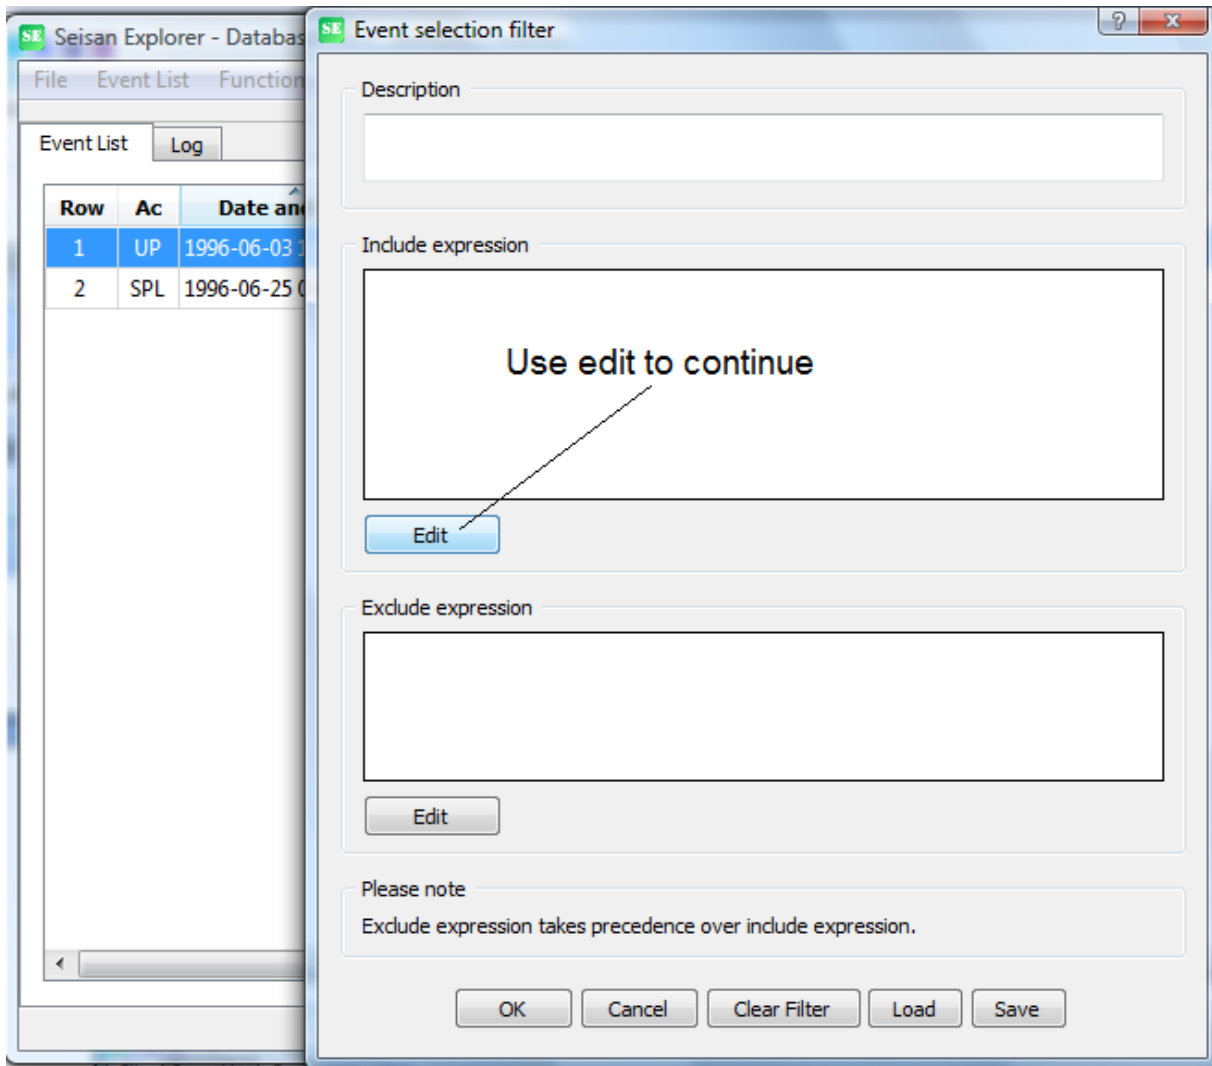 SE Seisan Explorer - Databas
File Event List Function
Event List Log
Row Ac Date an
1 UP 1996-06-03 1
2 SPL 1996-06-25 0
SE Event selection filter ? X
Description
Include expression
Use edit to continue
Edit
Exclude expression
Edit
Please note
Exclude expression takes precedence over include expression.
OK Cancel Clear Filter Load Save